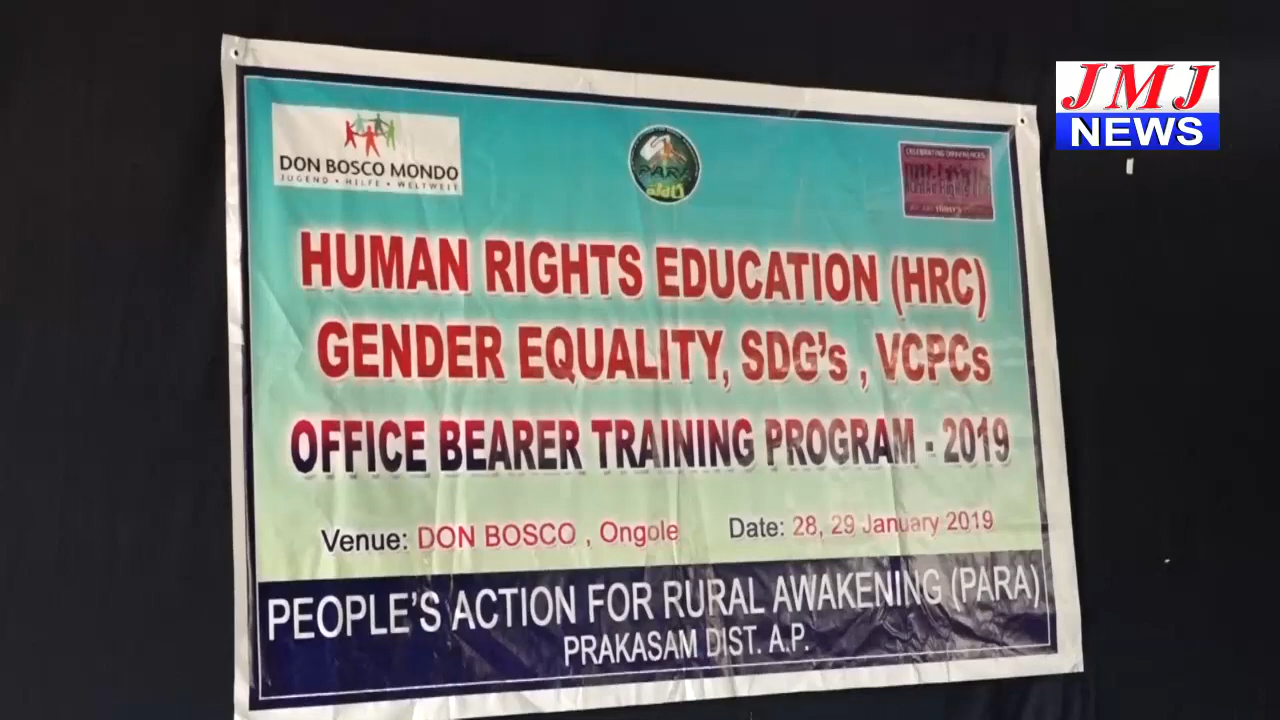 JMJ
NEWS
DON BOSCO MONDO
JUGEND • HILFE • WELTWEIT
PARA
పారా
CELEBRATING DIFFERENCES
HUMAN RIGHTS EDUCATION (HRC)
GENDER EQUALITY, SDG's , VCPCs
OFFICE BEARER TRAINING PROGRAM - 2019
Venue: DON BOSCO , Ongole Date: 28, 29 January 2019
PEOPLE'S ACTION FOR RURAL AWAKENING (PARA)
PRAKASAM DIST. A.P.